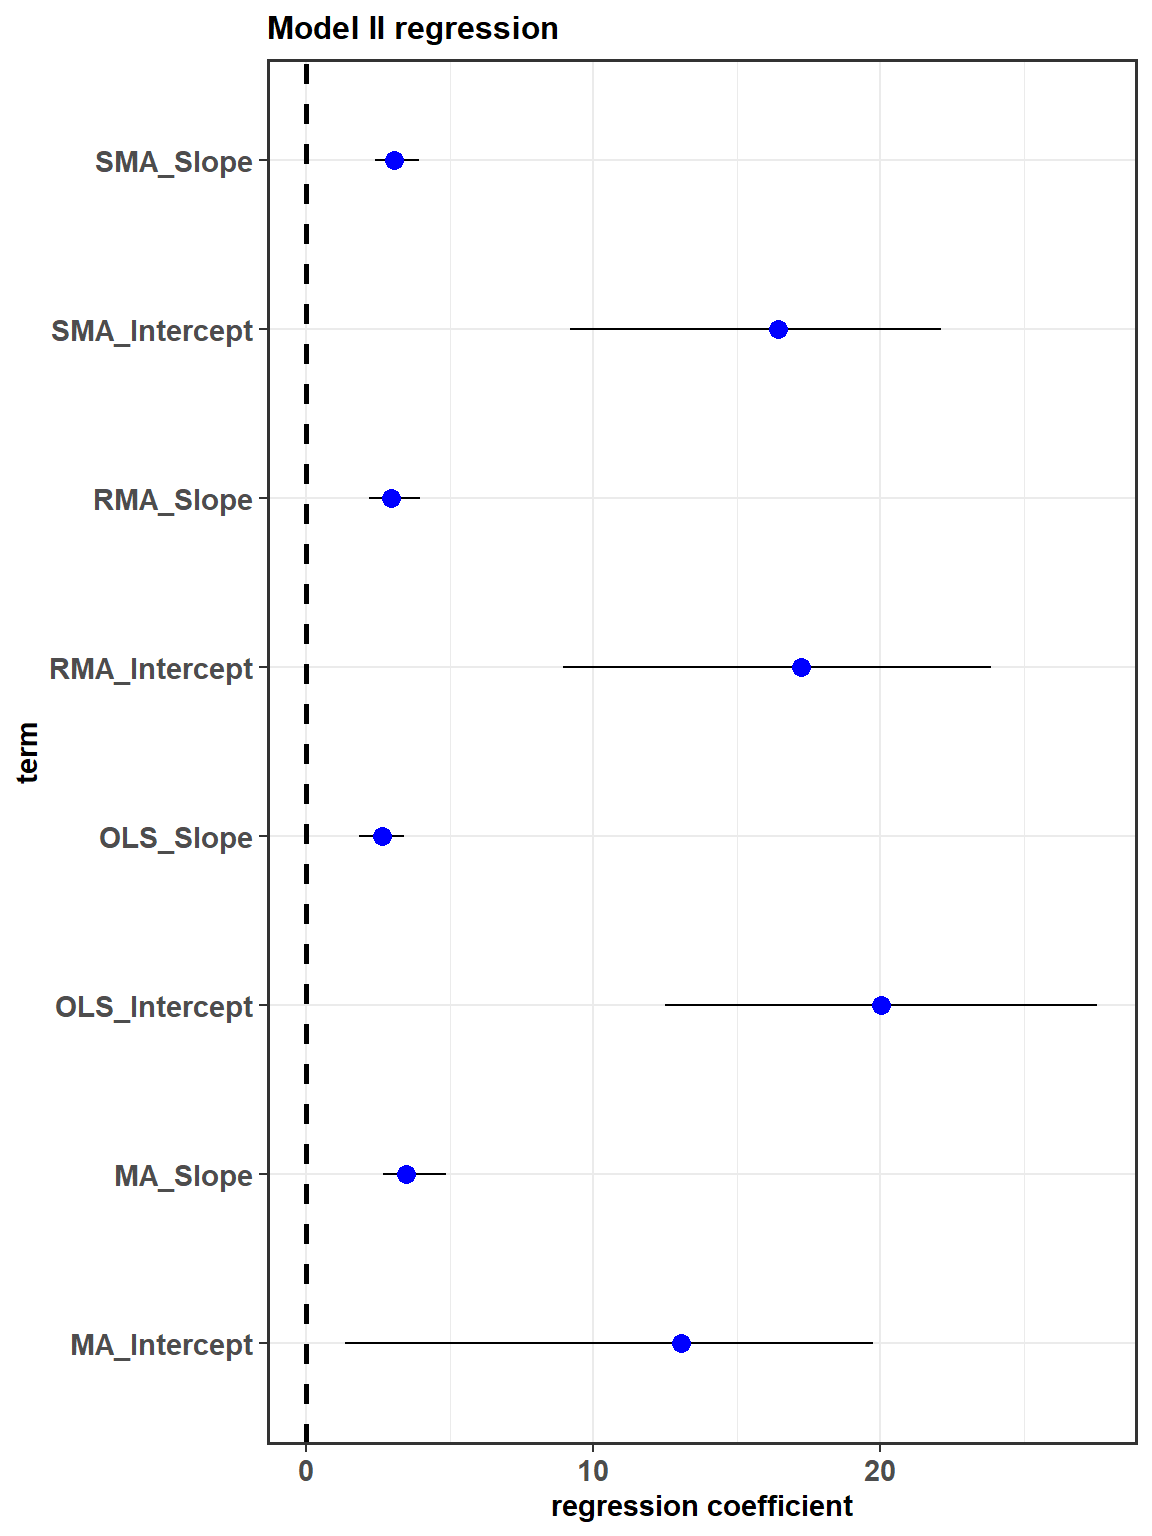 Model II regression
SMA_Slope
SMA_Intercept
RMA_Slope
RMA_Intercept
term
OLS_Slope
OLS_Intercept
MA_Slope
MA_Intercept
0 10 20
regression coefficient